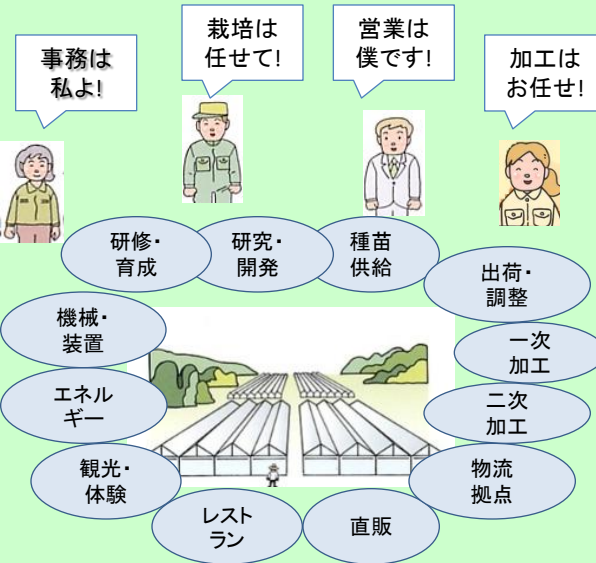 事務は
私よ!
栽培は
任せて!
営業は
僕です!
加工は
お任せ!
研修・
育成
研究・
開発
種苗
供給
出荷・
調整
機械・
装置
一次
加工
エネル
ギー
二次
加工
観光・
体験
物流
拠点
レスト
ラン
直販